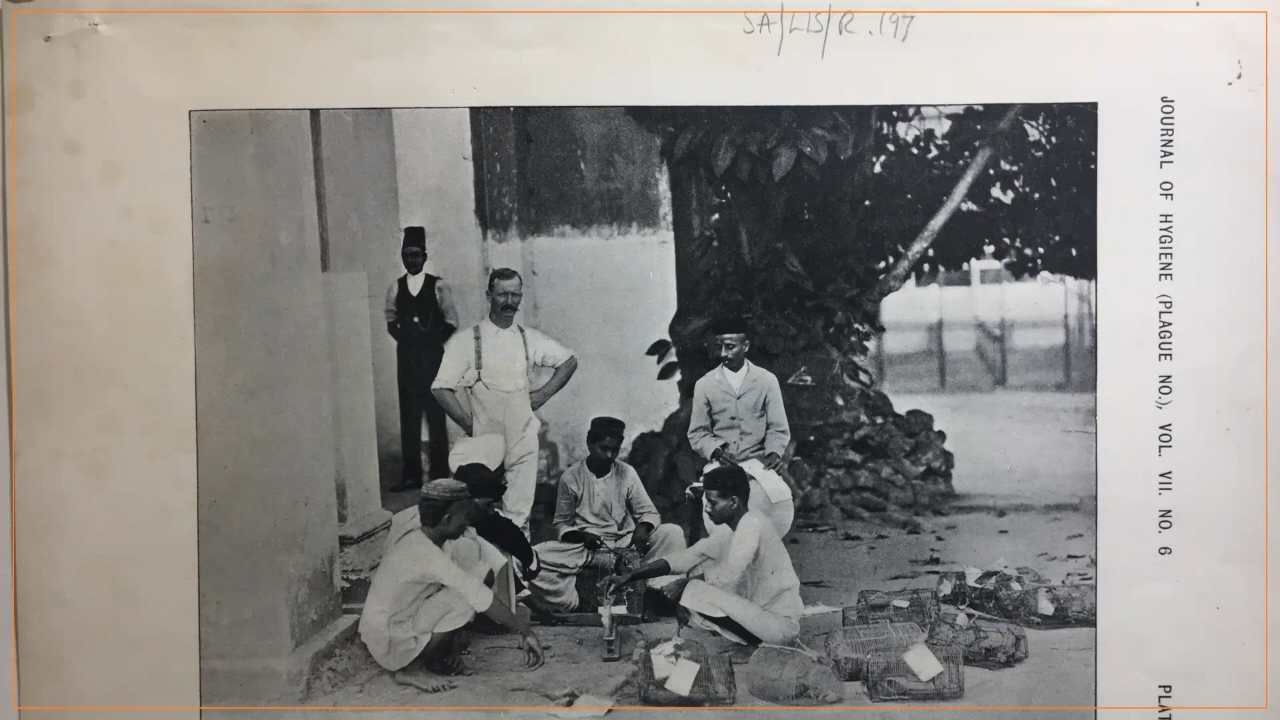 SA/LIS/R.197
JOURNAL OF HYGIENE (PLAGUE NO.), VOL. VII. NO. 6
PLAT